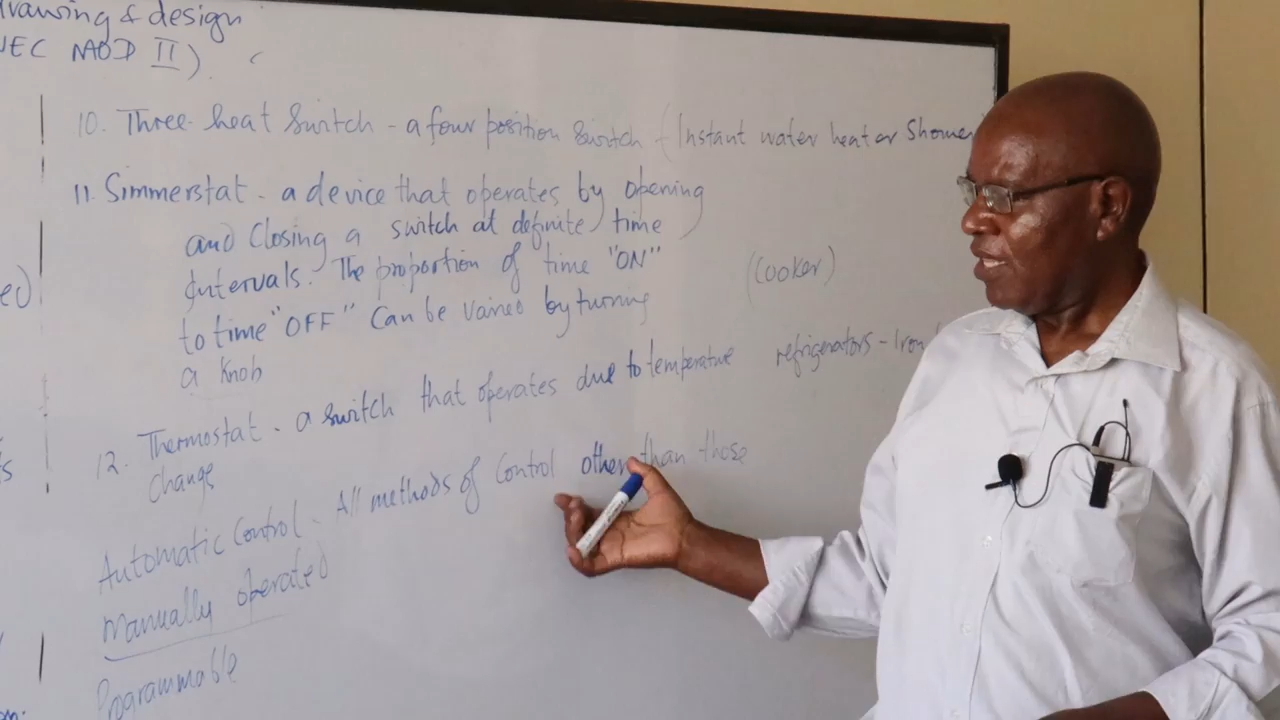 drawing & design
MOD II).
10. Three heat Switch - a four position Switch (Instant water heater Shower
11. Simmerstat - a device that operates by opening
and Closing a switch at definite time
Intervals. The proportion of time "ON"
(Cooker)
to time "OFF" Can be varied by turning
a Knob
12. Thermostat - a switch that operates due to temperature refrigerators - Iron
Change
Automatic Control - All methods of Control other than those
Manually operated
Programmable